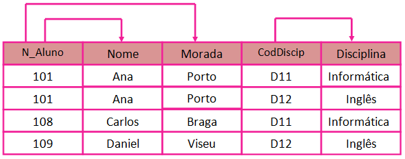 N_Aluno Nome Morada CodDiscip Disciplina
101 Ana Porto D11 Informática
101 Ana Porto D12 Inglês
108 Carlos Braga D11 Informática
109 Daniel Viseu D12 Inglês